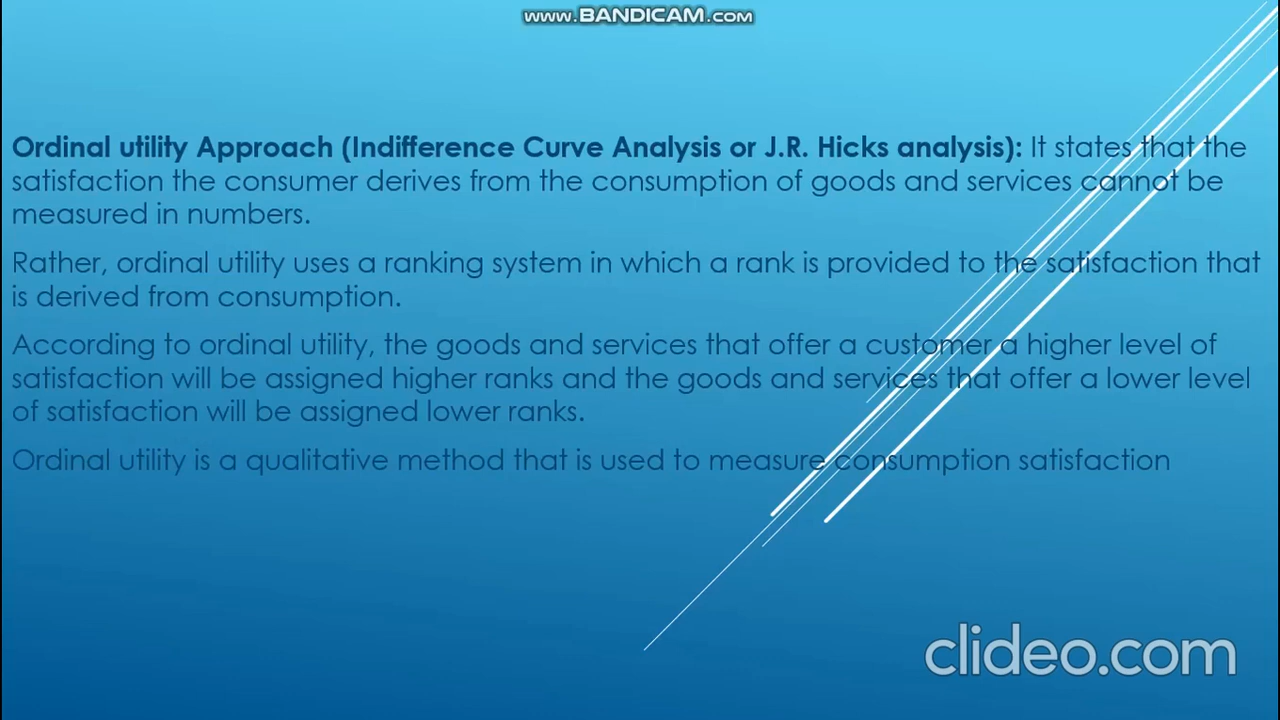 www.BANDICAM.com
Ordinal utility Approach (Indifference Curve Analysis or J.R. Hicks analysis): It states that the
satisfaction the consumer derives from the consumption of goods and services cannot be
measured in numbers.
Rather, ordinal utility uses a ranking system in which a rank is provided to the satisfaction that
is derived from consumption.
According to ordinal utility, the goods and services that offer a customer a higher level of
satisfaction will be assigned higher ranks and the goods and services that offer a lower level
of satisfaction will be assigned lower ranks.
Ordinal utility is a qualitative method that is used to measure consumption satisfaction
clideo.com